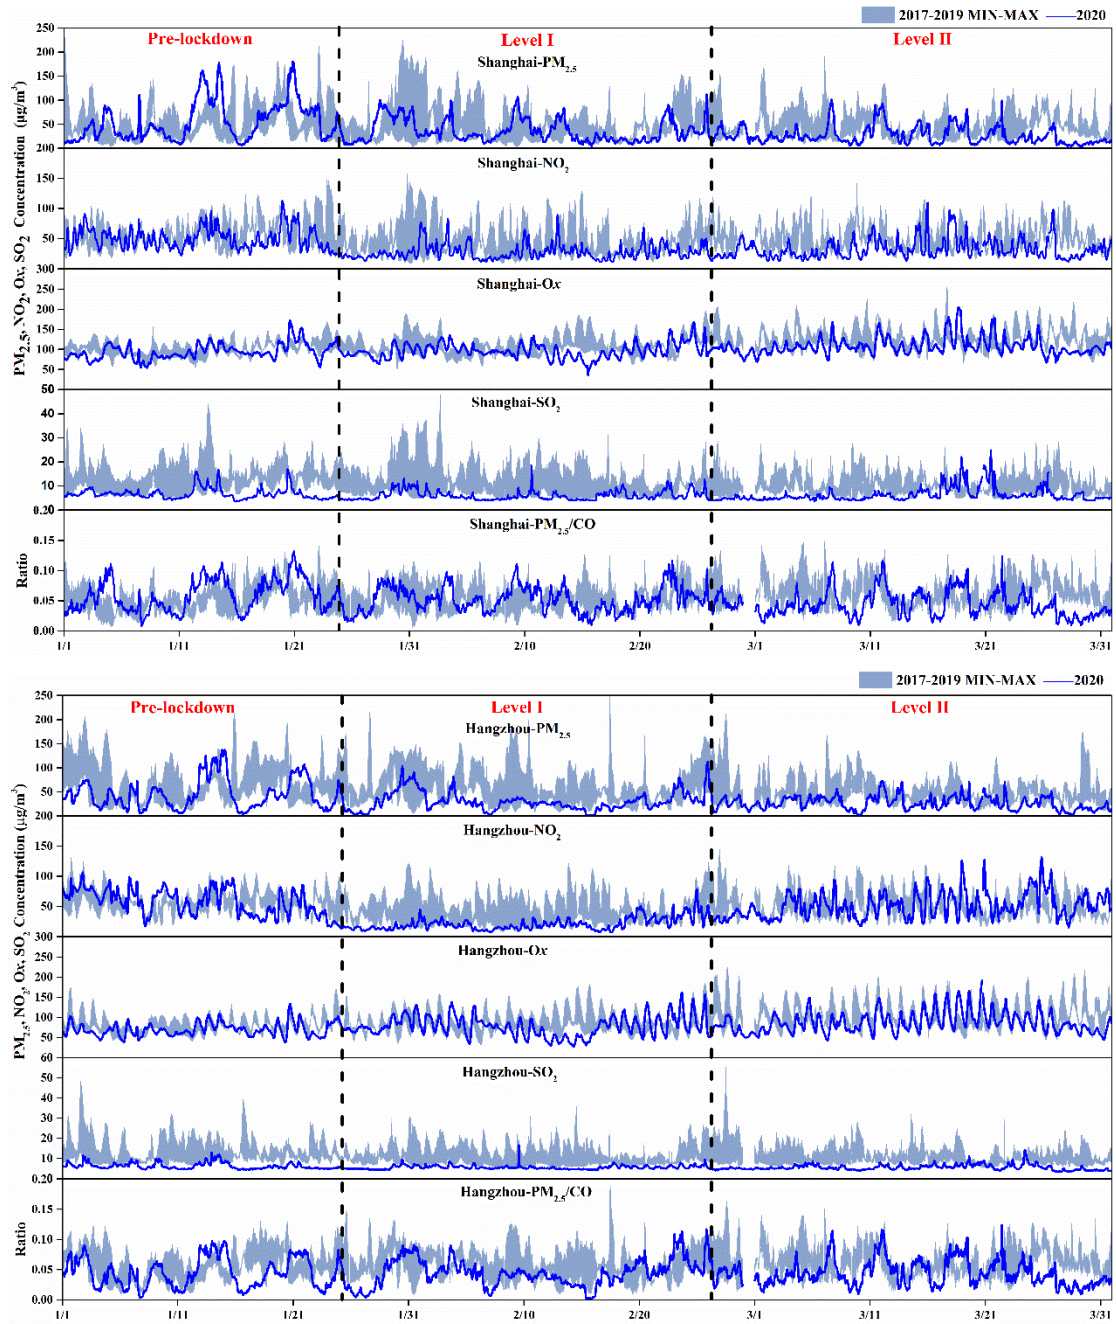 2017-2019 MIN-MAX 2020
Pre-lockdown Level I Level II
Shanghai-PM2.5
250
200
150
100
50
200
Shanghai-NO2
150
100
50
300
Shanghai-Ox
250
200
150
100
50
50
Shanghai-SO2
40
30
20
10
0.20
Shanghai-PM2.5/CO
0.15
0.10
0.05
0.00
PM2.5, NO2, Ox, SO2 Concentration (μg/m3)
Ratio
1/1 1/11 1/21 1/31 2/10 2/20 3/1 3/11 3/21 3/31
2017-2019 MIN-MAX 2020
Pre-lockdown Level I Level II
Hangzhou-PM2.5
250
200
150
100
50
200
Hangzhou-NO2
150
100
50
300
Hangzhou-Ox
250
200
150
100
50
60
Hangzhou-SO2
50
40
30
20
10
0.20
Hangzhou-PM2.5/CO
0.15
0.10
0.05
0.00
PM2.5, NO2, Ox, SO2 Concentration (μg/m3)
Ratio
1/1 1/11 1/21 1/31 2/10 2/20 3/1 3/11 3/21 3/31